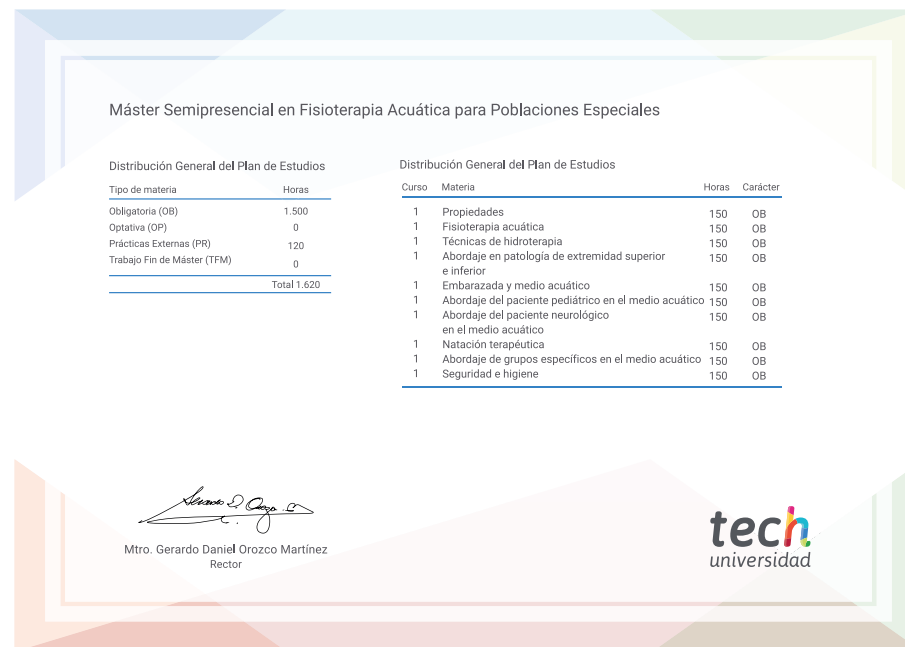 Máster Semipresencial en Fisioterapia Acuática para Poblaciones Especiales
Distribución General del Plan de Estudios
Tipo de materia Horas
Obligatoria (OB) 1.500
Optativa (OP) 0
Prácticas Externas (PR) 120
Trabajo Fin de Máster (TFM) 0
Total 1.620
Distribución General del Plan de Estudios
Curso Materia Horas Carácter
1 Propiedades 150 OB
1 Fisioterapia acuática 150 OB
1 Técnicas de hidroterapia 150 OB
1 Abordaje en patología de extremidad superior 150 OB
e inferior
1 Embarazada y medio acuático 150 OB
1 Abordaje del paciente pediátrico en el medio acuático 150 OB
1 Abordaje del paciente neurológico 150 OB
en el medio acuático
1 Natación terapéutica 150 OB
1 Abordaje de grupos específicos en el medio acuático 150 OB
1 Seguridad e higiene 150 OB
Mtro. Gerardo Daniel Orozco Martínez
Rector
tech
universidad